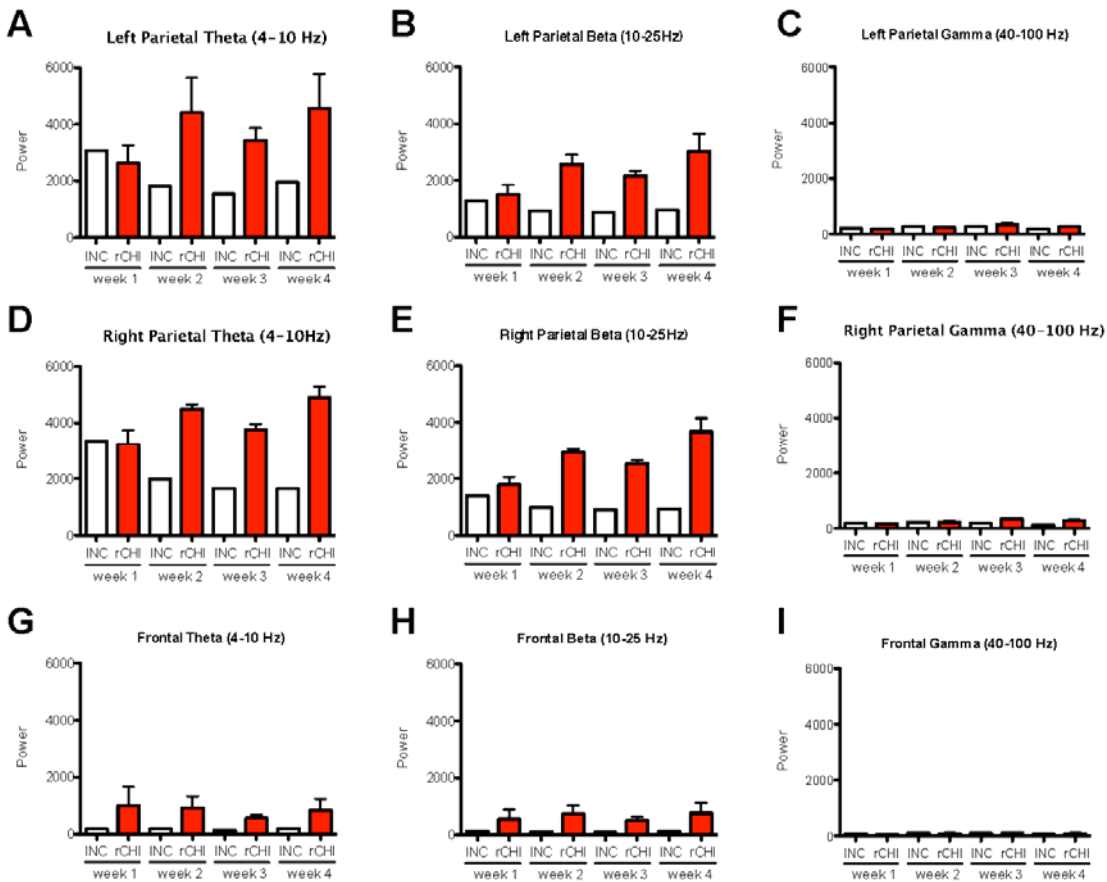 A
Left Parietal Theta (4-10 Hz)
Power
6000
4000
2000
0
INC rCHI INC rCHI INC rCHI INC rCHI
week 1 week 2 week 3 week 4
B
Left Parietal Beta (10-25Hz)
Power
6000
4000
2000
0
INC rCHI INC rCHI INC rCHI INC rCHI
week 1 week 2 week 3 week 4
C
Left Parietal Gamma (40-100 Hz)
Power
6000
4000
2000
0
INC rCHI INC rCHI INC rCHI INC rCHI
week 1 week 2 week 3 week 4
D
Right Parietal Theta (4-10Hz)
Power
6000
4000
2000
0
INC rCHI INC rCHI INC rCHI INC rCHI
week 1 week 2 week 3 week 4
E
Right Parietal Beta (10-25Hz)
Power
6000
4000
2000
0
INC rCHI INC rCHI INC rCHI INC rCHI
week 1 week 2 week 3 week 4
F
Right Parietal Gamma (40-100 Hz)
Power
6000
4000
2000
0
INC rCHI INC rCHI INC rCHI INC rCHI
week 1 week 2 week 3 week 4
G
Frontal Theta (4-10 Hz)
Power
6000
4000
2000
0
INC rCHI INC rCHI INC rCHI INC rCHI
week 1 week 2 week 3 week 4
H
Frontal Beta (10-25 Hz)
Power
6000
4000
2000
0
INC rCHI INC rCHI INC rCHI INC rCHI
week 1 week 2 week 3 week 4
I
Frontal Gamma (40-100 Hz)
Power
6000
4000
2000
0
INC rCHI INC rCHI INC rCHI INC rCHI
week 1 week 2 week 3 week 4